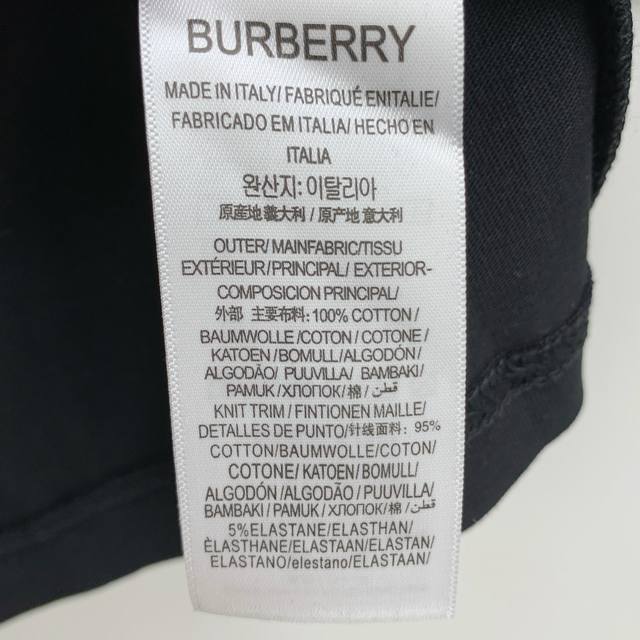 BURBERRY
MADE IN ITALY/ FABRIQUÉ ENITALIE/
FABRICADO EM ITALIA/ HECHO EN
ITALIA
완산지: 이탈리아
原産地義大利 / 原产地意大利
OUTER/ MAINFABRIC/TISSU
EXTÉRIEUR/PRINCIPAL/ EXTERIOR-
COMPOSICION PRINCIPAL/
外部 主要布料: 100% COTTON /
BAUMWOLLE /COTON / COTONE /
KATOEN / BOMULL/ ALGODÓN/
ALGODÃO/ PUUVILLA/ BAMBAKI/
PAMUK / ХЛОПОК/ 棉/ قطن /
KNIT TRIM / FINTIONEN MAILLE/
DETALLES DE PUNTO/针线面料: 95%
COTTON/BAUMWOLLE/COTON/
COTONE/ KATOEN/ BOMULL/
ALGODÓN / ALGODÃO / PUUVILLA/
BAMBAKI / PAMUK / ХЛОПОК/ 棉 / قطن /
5%ELASTANE/ELASTHAN/
ÈLASTHANE/ELASTAAN/ELASTAN/
ELASTANO/elestano/ELASTAAN/